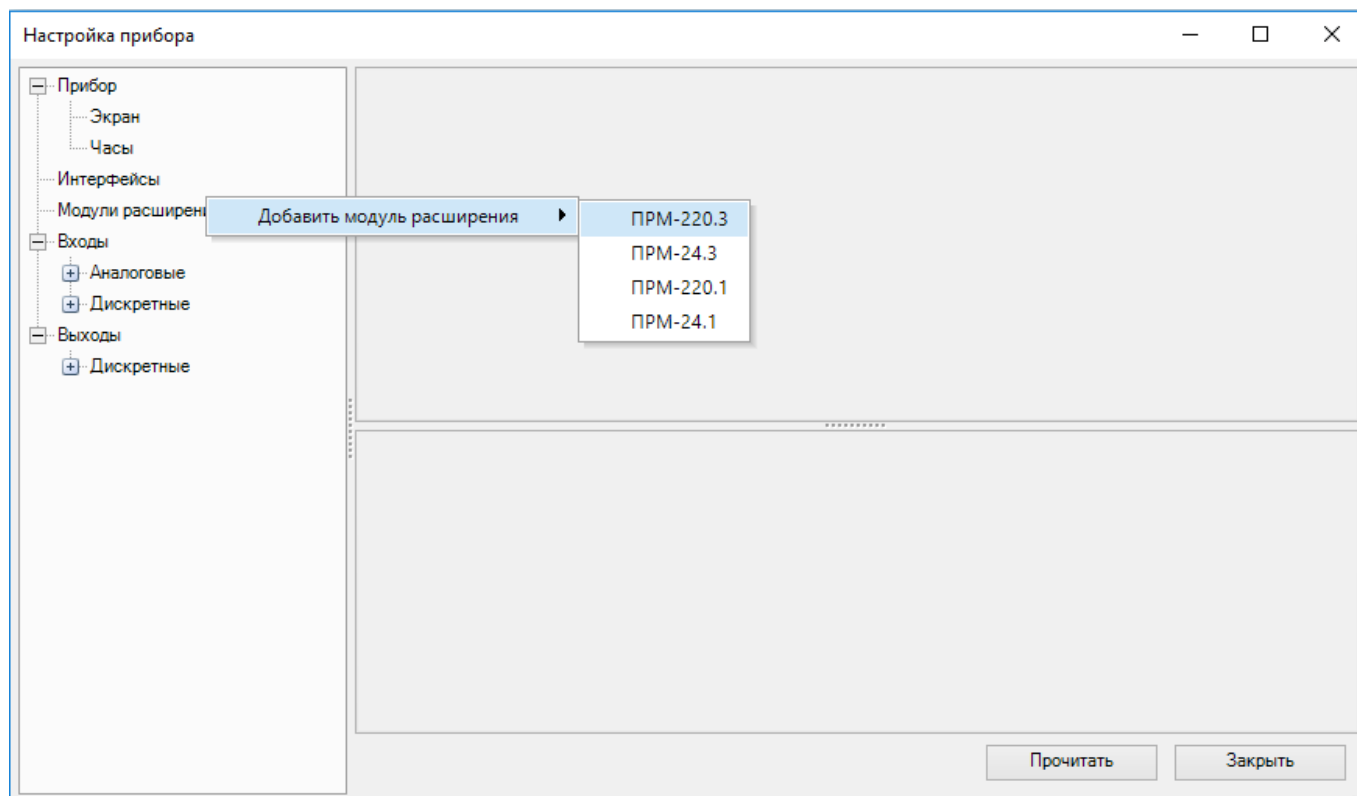 Настройка прибора
Прибор
Экран
Часы
Интерфейсы
Модули
Добавить модуль расширения
ПРМ-220.3
ПРМ-24.3
ПРМ-220.1
ПРМ-24.1
Входы
Аналоговые
Дискретные
Выходы
Дискретные
Прочитать
Закрыть